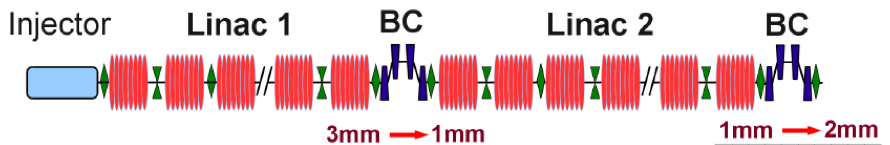 Injector Linac 1 BC Linac 2 BC
3mm → 1mm 1mm → 2mm